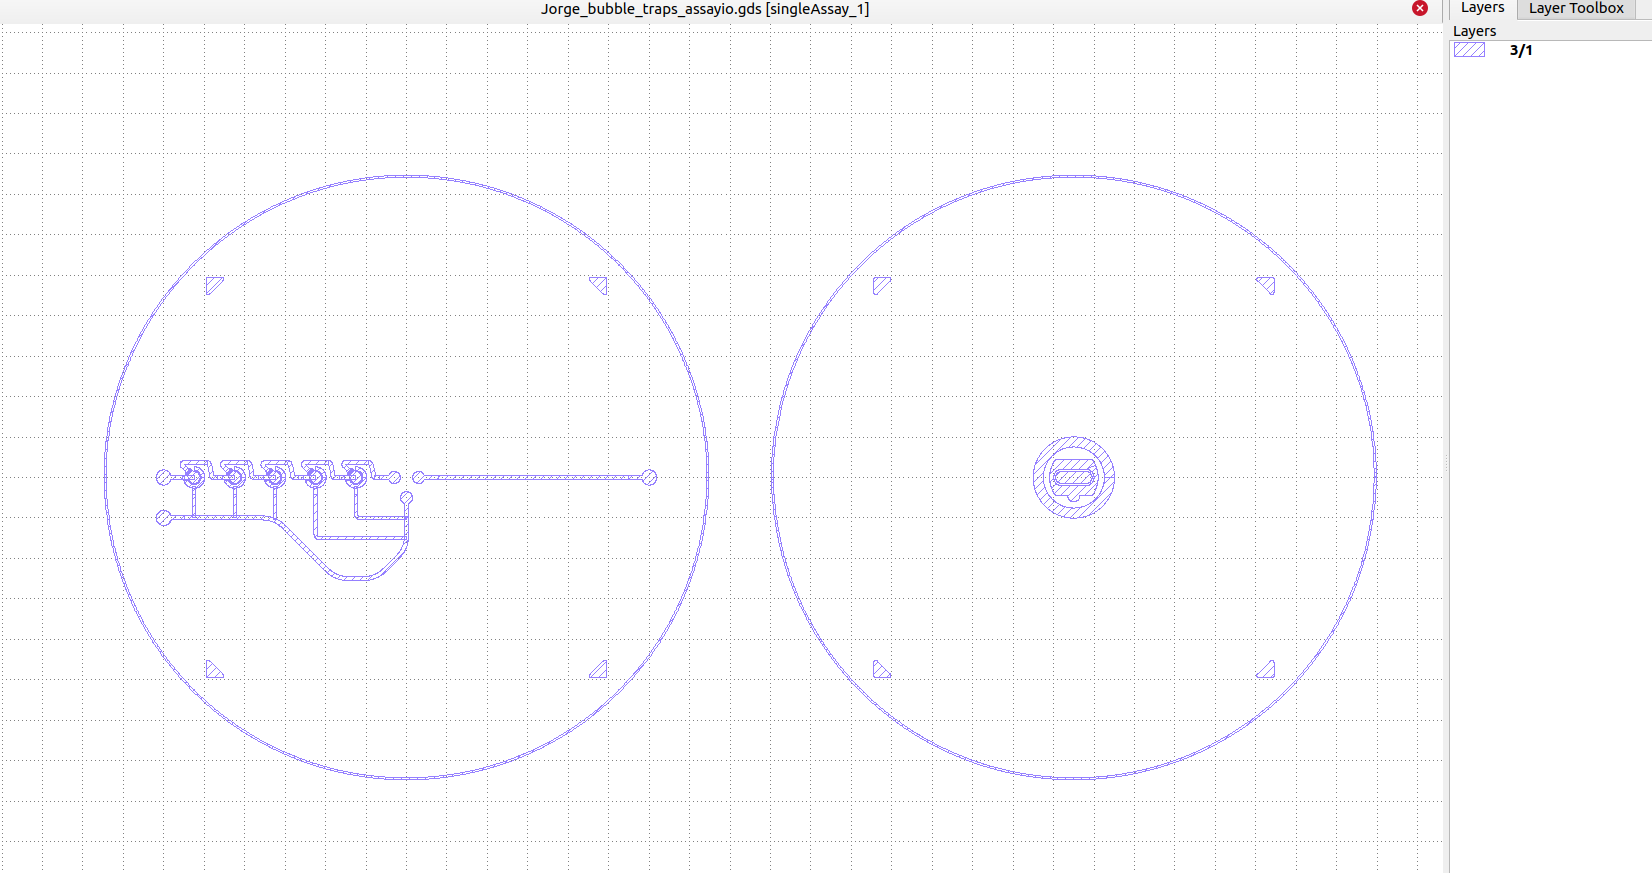 Jorge_bubble_traps_assayio.gds [singleAssay_1]
Layers
Layer Toolbox
Layers
3/1